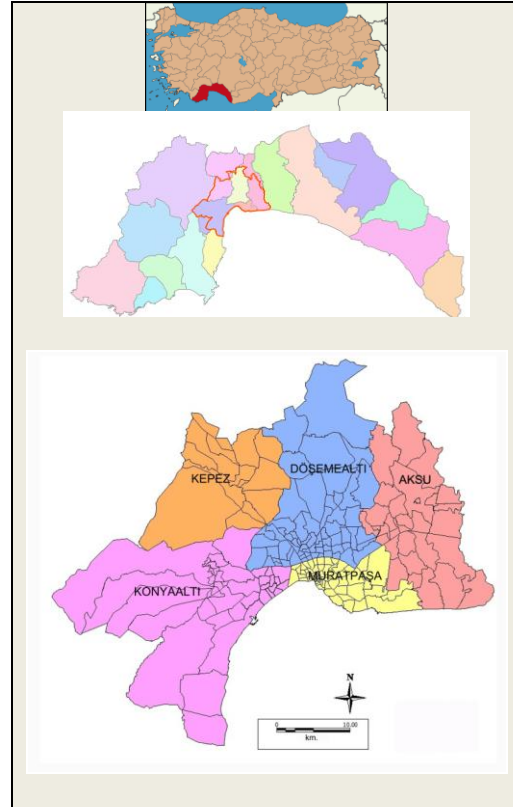 DÖŞEMEALTI
KEPEZ
AKSU
MURATPAŞA
KONYAALTI
N
0 10,00
km.